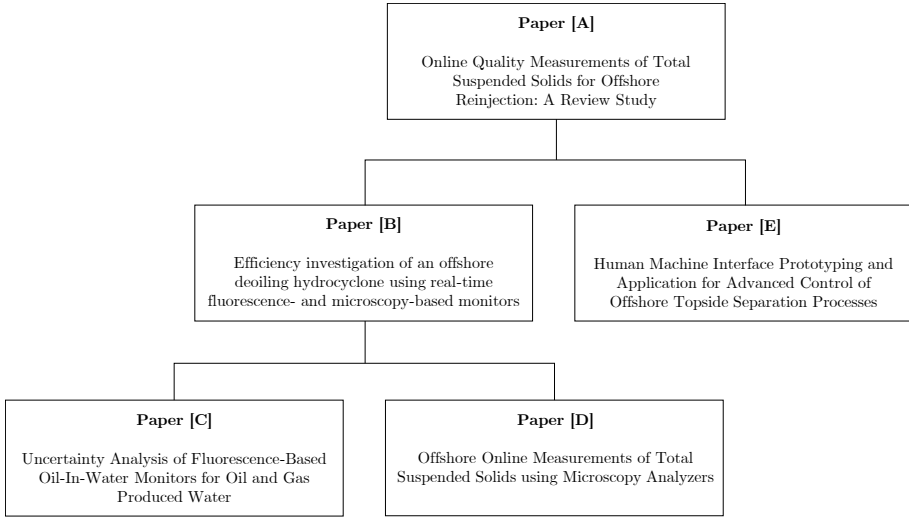 Paper [A]
Online Quality Measurements of Total
Suspended Solids for Offshore
Reinjection: A Review Study
Paper [B]
Efficiency investigation of an offshore
deoiling hydrocyclone using real-time
fluorescence- and microscopy-based monitors
Paper [E]
Human Machine Interface Prototyping and
Application for Advanced Control of
Offshore Topside Separation Processes
Paper [C]
Uncertainty Analysis of Fluorescence-Based
Oil-In-Water Monitors for Oil and Gas
Produced Water
Paper [D]
Offshore Online Measurements of Total
Suspended Solids using Microscopy Analyzers